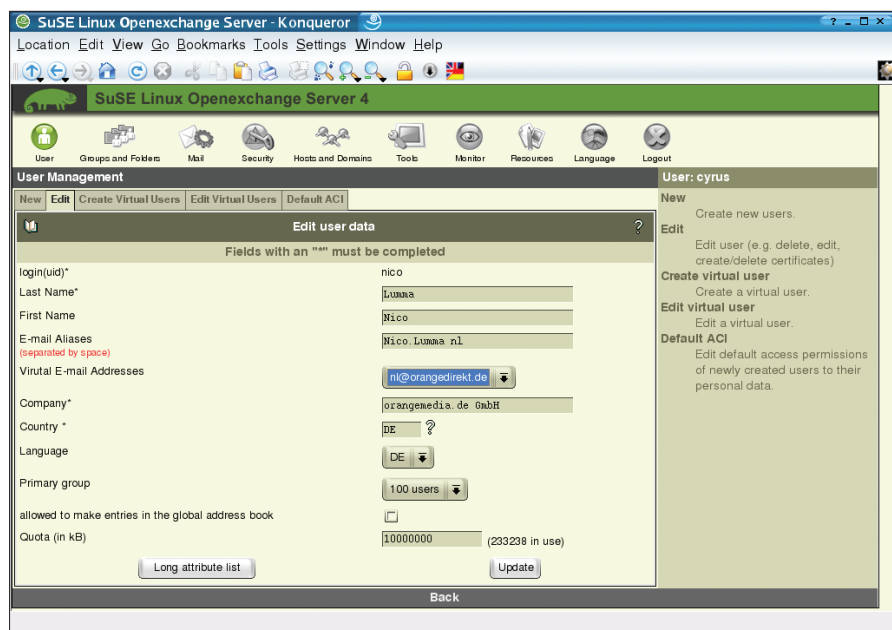 SuSE Linux Openexchange Server - Konqueror
Location Edit View Go Bookmarks Tools Settings Window Help
SuSE Linux Openexchange Server 4
User Groups and Folders Mail Security Hosts and Domains Tools Monitor Resources Language Logout
User Management
User: cyrus
New Edit Create Virtual Users Edit Virtual Users Default ACI
Edit user data ?
Fields with an "*" must be completed
login(uid)* nico
Last Name* Lumma
First Name Nico
E-mail Aliases Nico.Lumma nl
(separated by space)
Virutal E-mail Addresses nl@orangedirekt.de
Company* orangemedia.de GmbH
Country * DE ?
Language DE
Primary group 100 users
allowed to make entries in the global address book
Quota (in kB) 10000000 (233238 in use)
Long attribute list Update
Back
New
Create new users.
Edit
Edit user (e.g. delete, edit,
create/delete certificates)
Create virtual user
Create a virtual user.
Edit virtual user
Edit a virtual user.
Default ACI
Edit default access permissions
of newly created users to their
personal data.